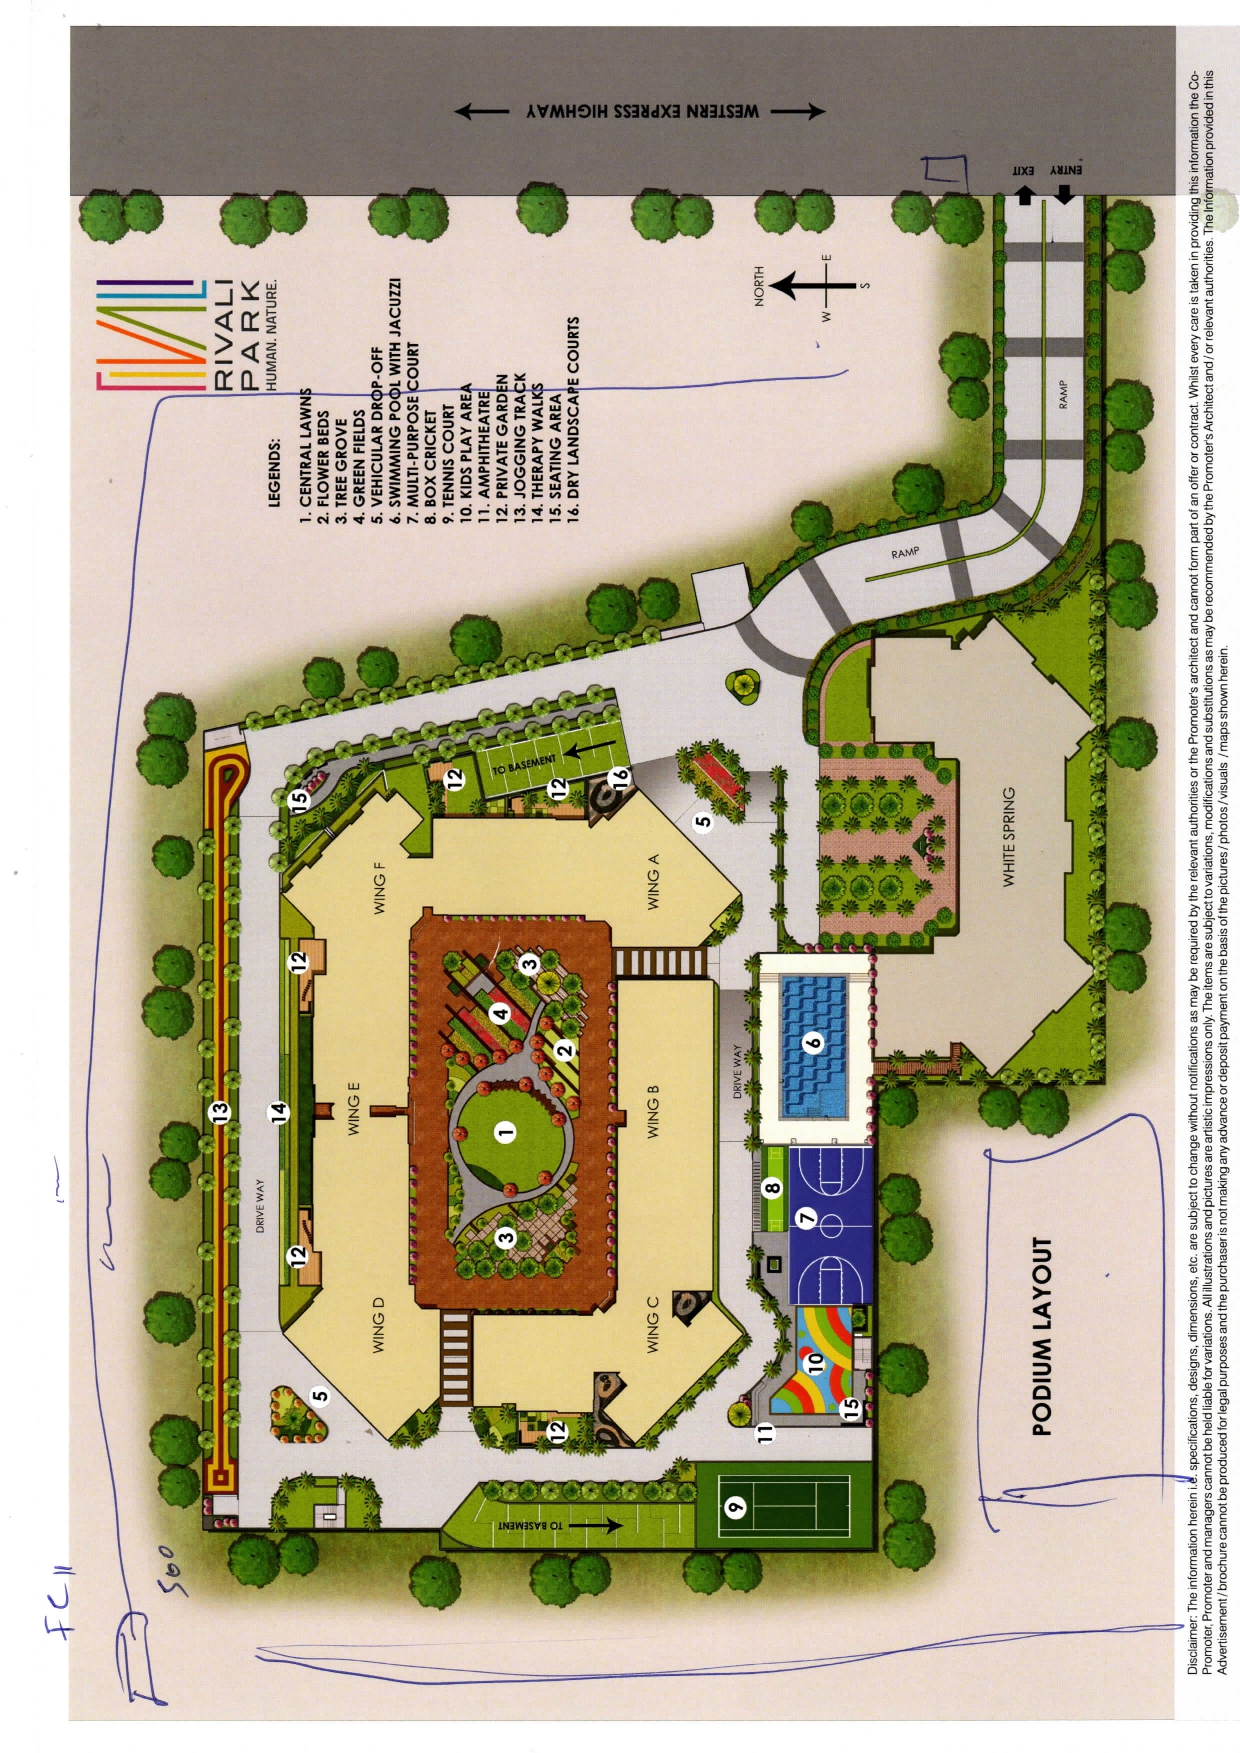 RIVALI
PARK
HUMAN. NATURE.
LEGENDS:
1. CENTRAL LAWNS
2. FLOWER BEDS
3. TREE GROVE
4. GREEN FIELDS
5. VEHICULAR DROP-OFF
6. SWIMMING POOL WITH JACUZZI
7. MULTI-PURPOSE COURT
8. BOX CRICKET
9. TENNIS COURT
10. KIDS PLAY AREA
11. AMPHITHEATRE
12. PRIVATE GARDEN
13. JOGGING TRACK
14. THERAPY WALKS
15. SEATING AREA
16. DRY LANDSCAPE COURTS
WESTERN EXPRESS HIGHWAY
NORTH
W
E
S
EXIT
ENTRY
RAMP
RAMP
13
14
15
12
12
DRIVE WAY
5
WING D
WING E
WING F
12
TO BASEMENT
12
16
3
4
2
1
3
WING C
WING B
WING A
5
12
TO BASEMENT
9
11
15
10
7
8
DRIVE WAY
6
WHITE SPRING
PODIUM LAYOUT
FC 11
Disclaimer: The information herein i.e. specifications, designs, dimensions, etc. are subject to change without notifications as may be required by the relevant authorities or the Promoter's architect and cannot form part of an offer or contract. Whilst every care is taken in providing this information the Co-
Promoter, Promoter and managers cannot be held liable for variations. All illustrations and pictures are artistic impressions only. The items are subject to variations, modifications and substitutions as may be recommended by the Promoter's Architect and / or relevant authorities. The Information provided in this
Advertisement / brochure cannot be produced for legal purposes and the purchaser is not making any advance or deposit payment on the basis of the pictures / photos / visuals / maps shown herein.